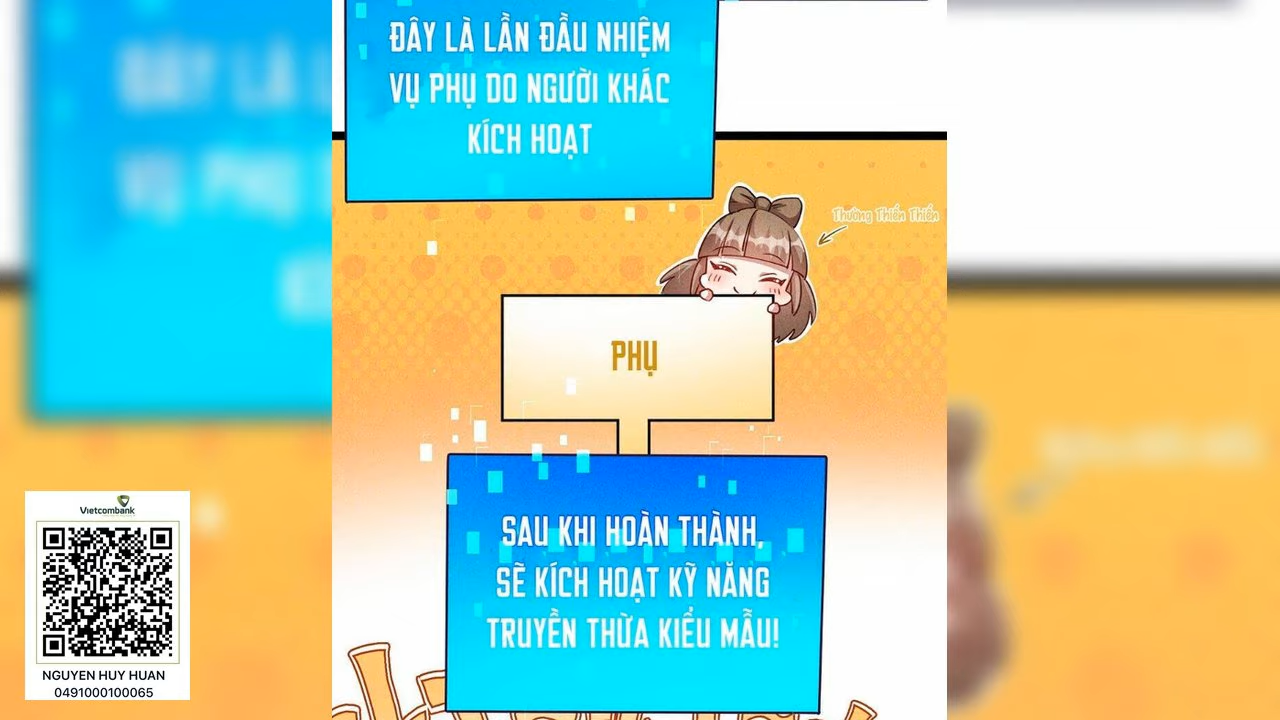 ĐÂY LÀ LẦN ĐẦU NHIỆM
VỤ PHỤ DO NGƯỜI KHÁC
KÍCH HOẠT
Thường Thiến Thiến
PHỤ
SAU KHI HOÀN THÀNH,
SẼ KÍCH HOẠT KỸ NĂNG
TRUYỀN THỪA KIỂU MẪU!
Vietcombank
NGUYEN HUY HUAN
0491000100065